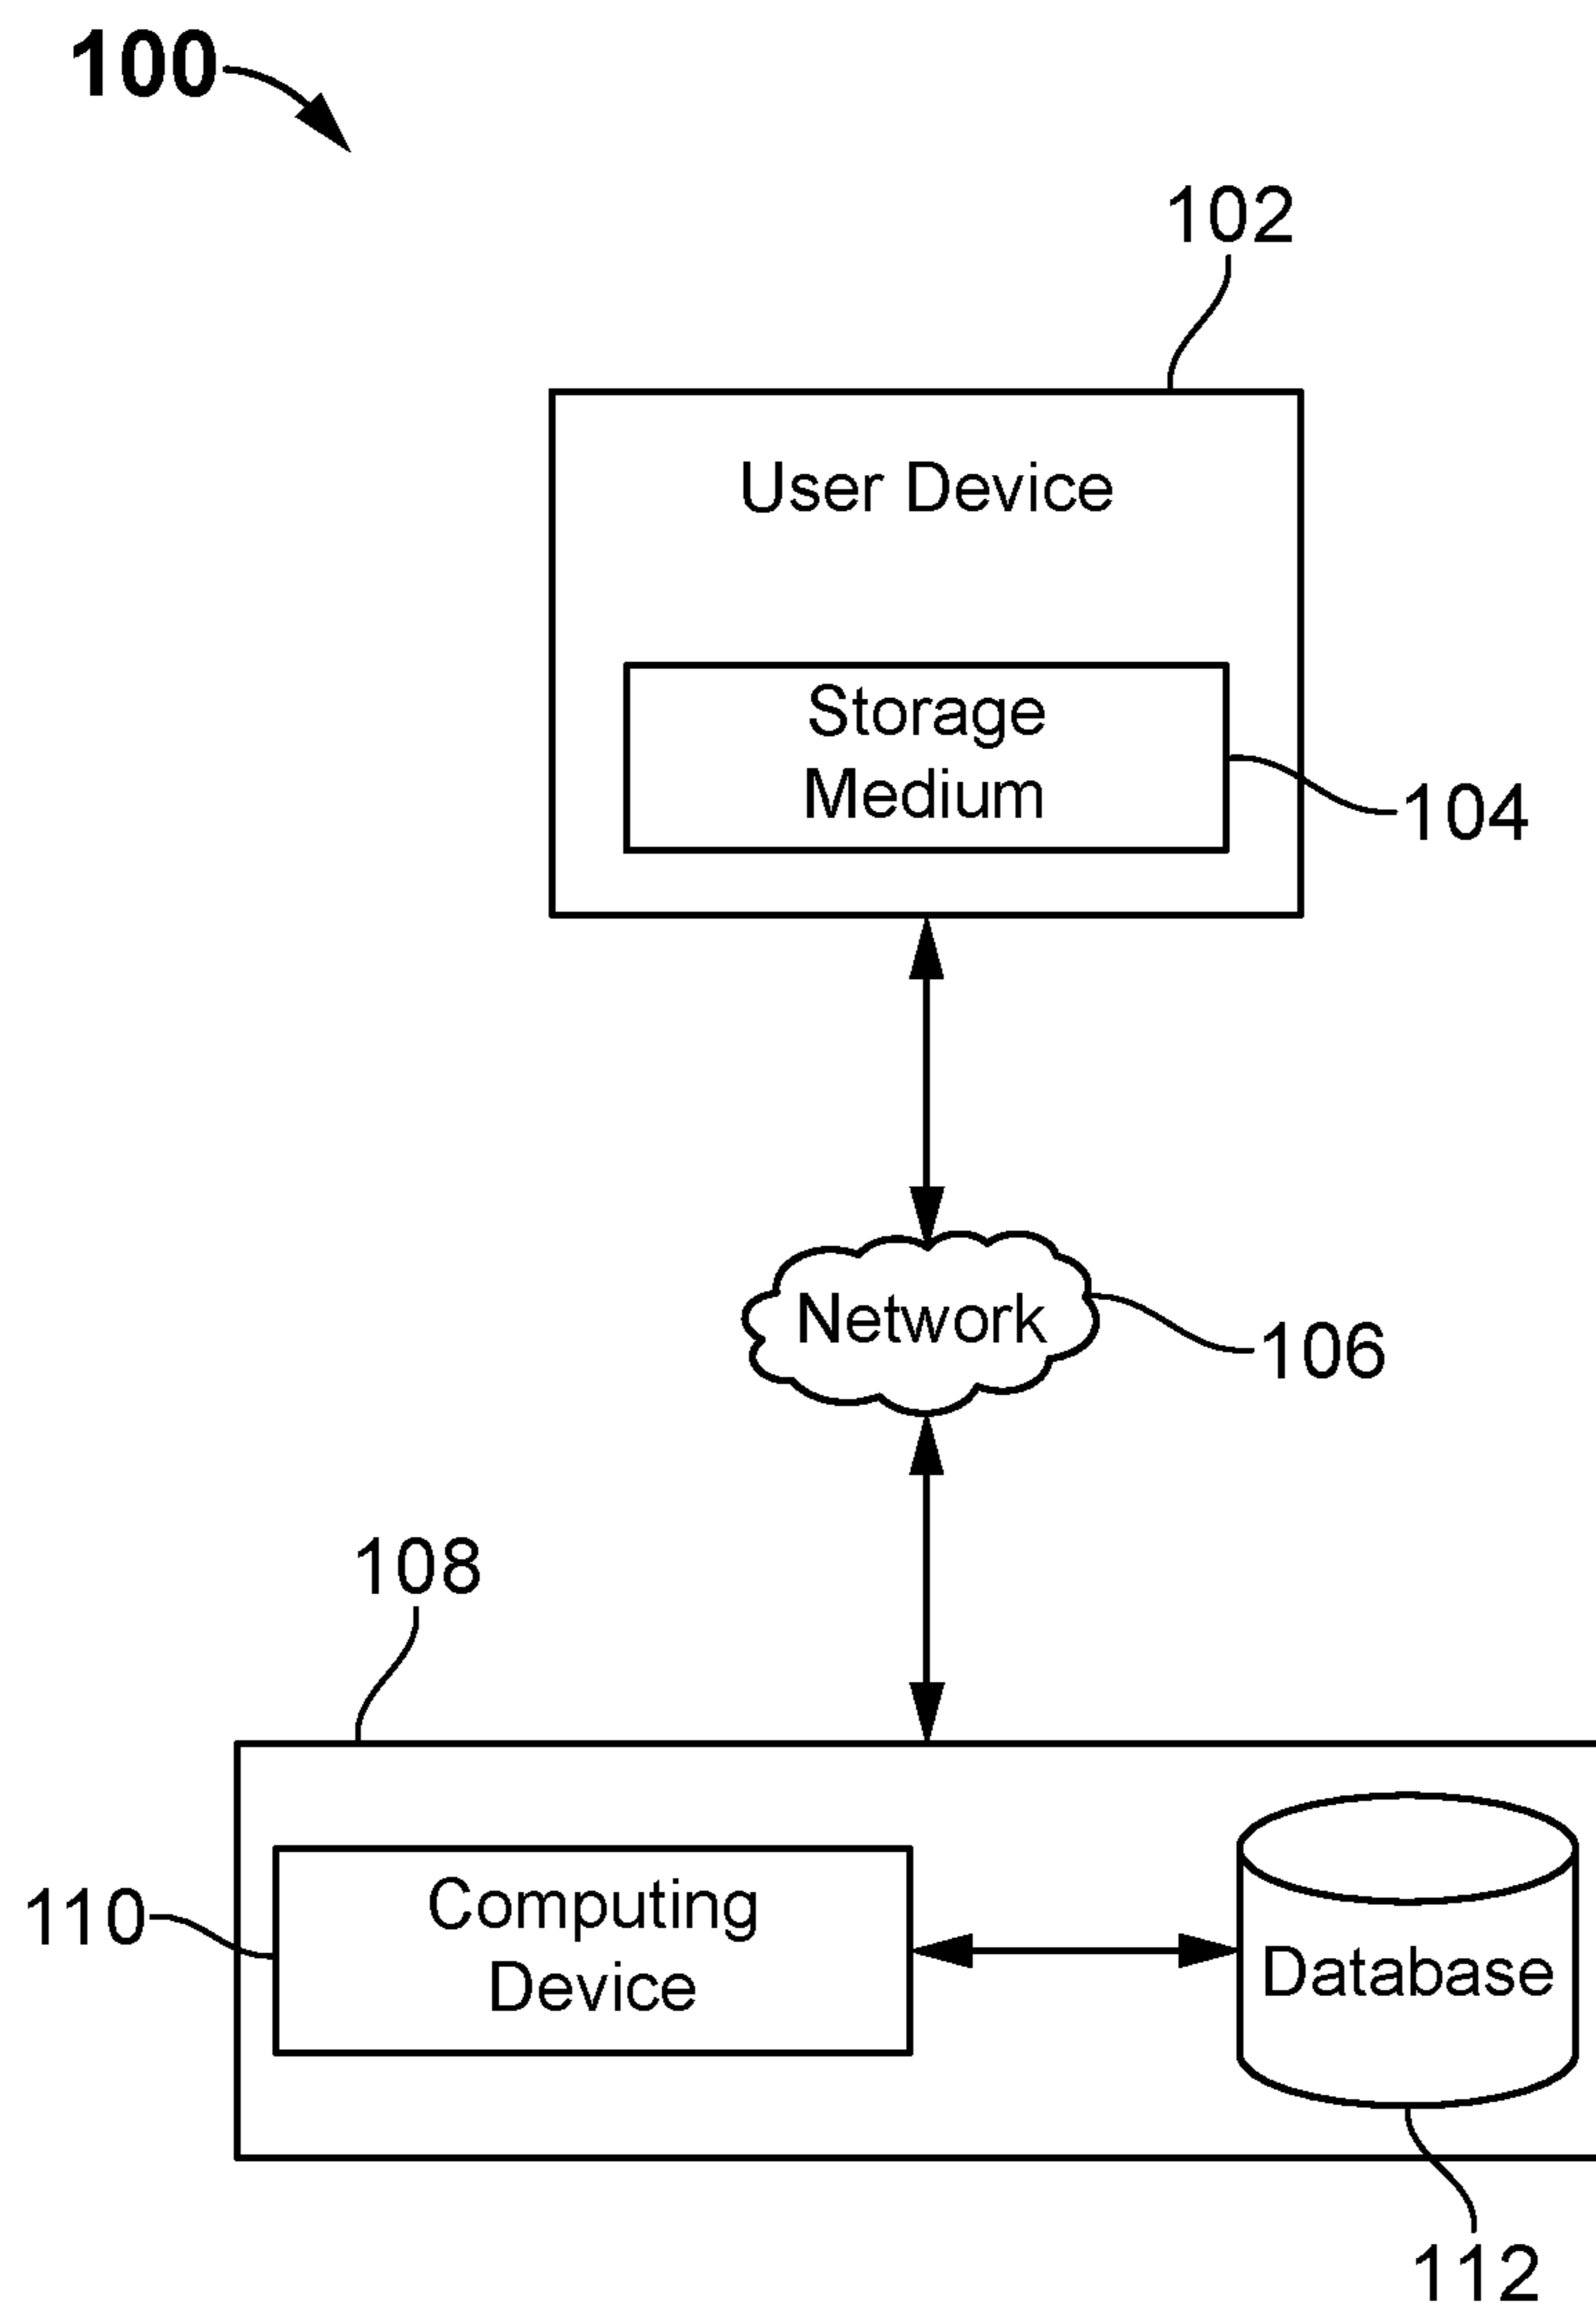 100
102
User Device
Storage
Medium
104
Network
106
108
110
Computing
Device
Database
112